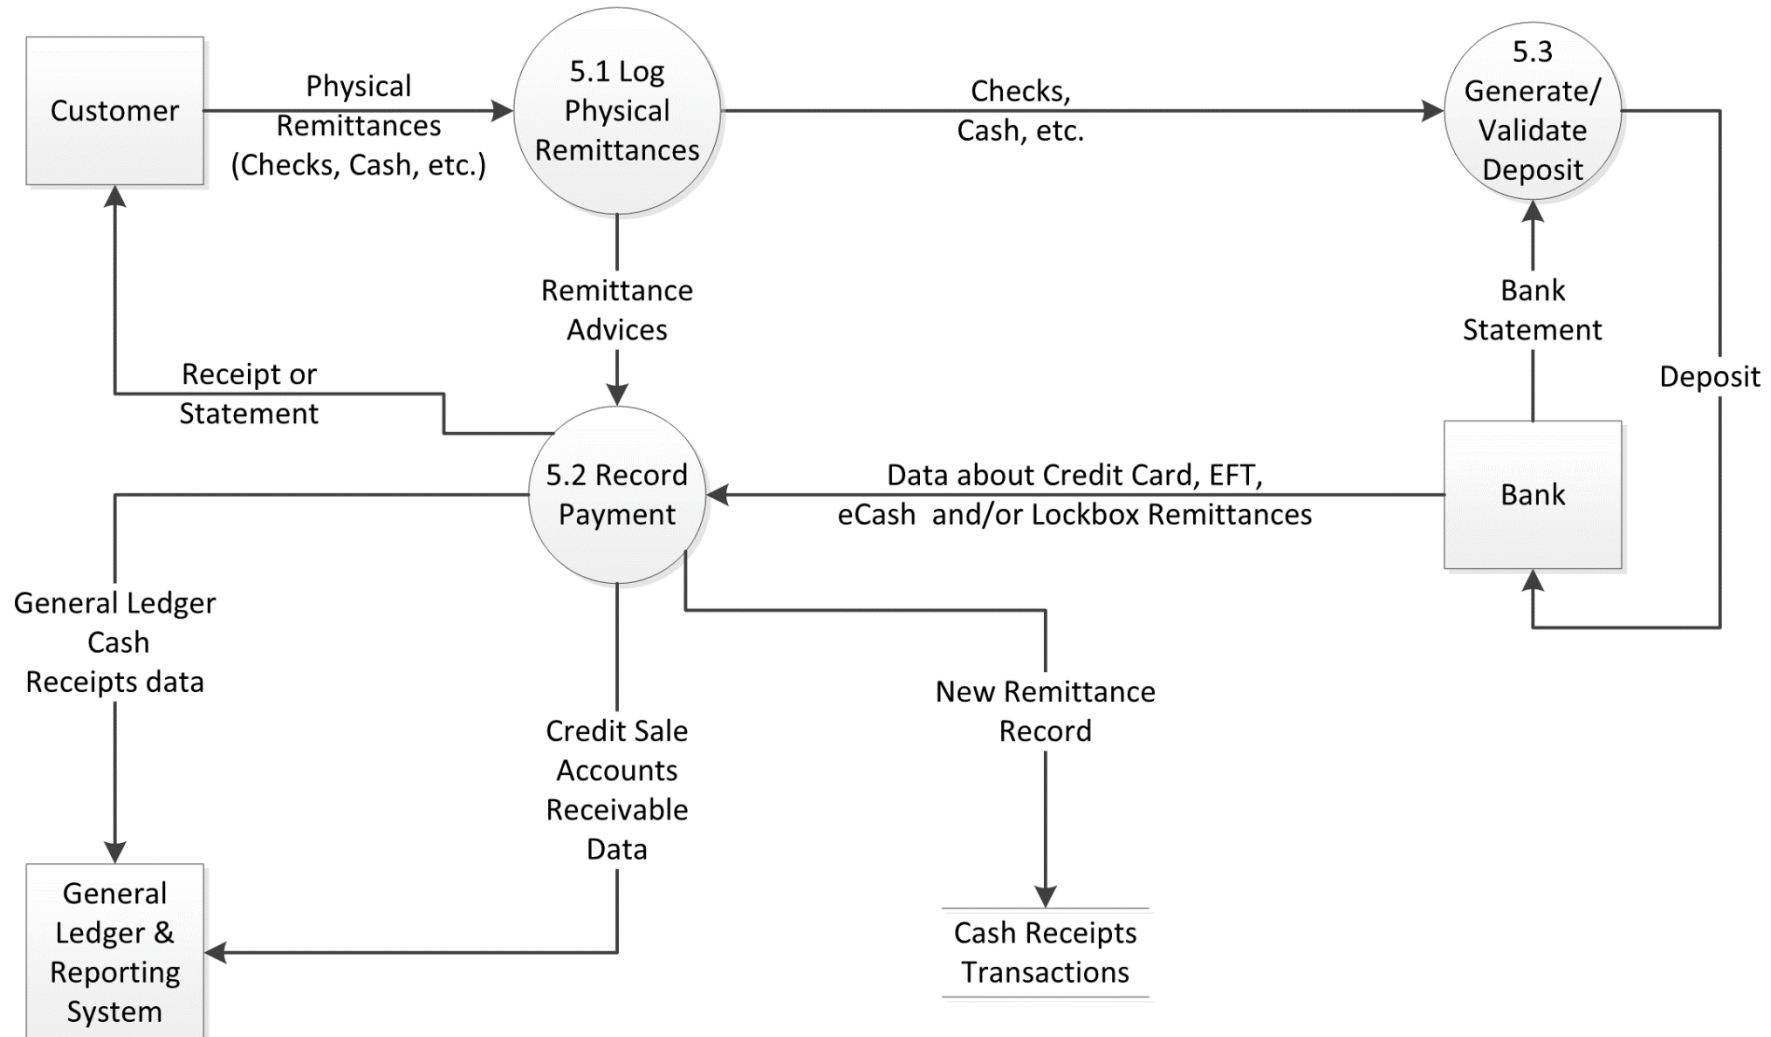 Customer
Physical
Remittances
(Checks, Cash, etc.)
5.1 Log
Physical
Remittances
Checks,
Cash, etc.
5.3
Generate/
Validate
Deposit
Remittance
Advices
Bank
Statement
Deposit
Receipt or
Statement
5.2 Record
Payment
Data about Credit Card, EFT,
eCash and/or Lockbox Remittances
Bank
General Ledger
Cash
Receipts data
Credit Sale
Accounts
Receivable
Data
New Remittance
Record
General
Ledger &
Reporting
System
Cash Receipts
Transactions